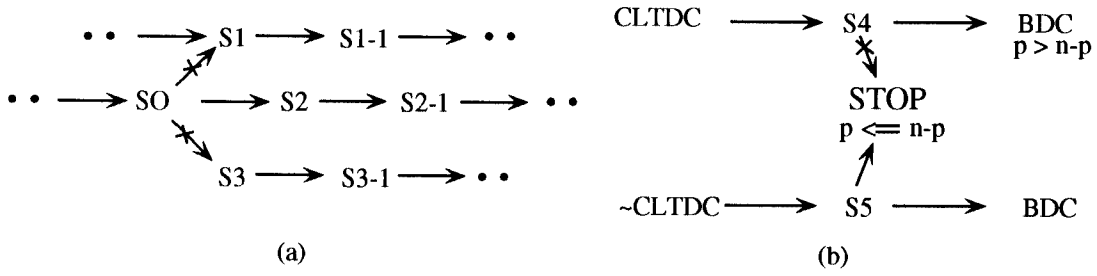 S1 S1-1
SO S2 S2-1
S3 S3-1
(a)
CLTDC S4 BDC
p > n-p
STOP
p <== n-p
~CLTDC S5 BDC
(b)